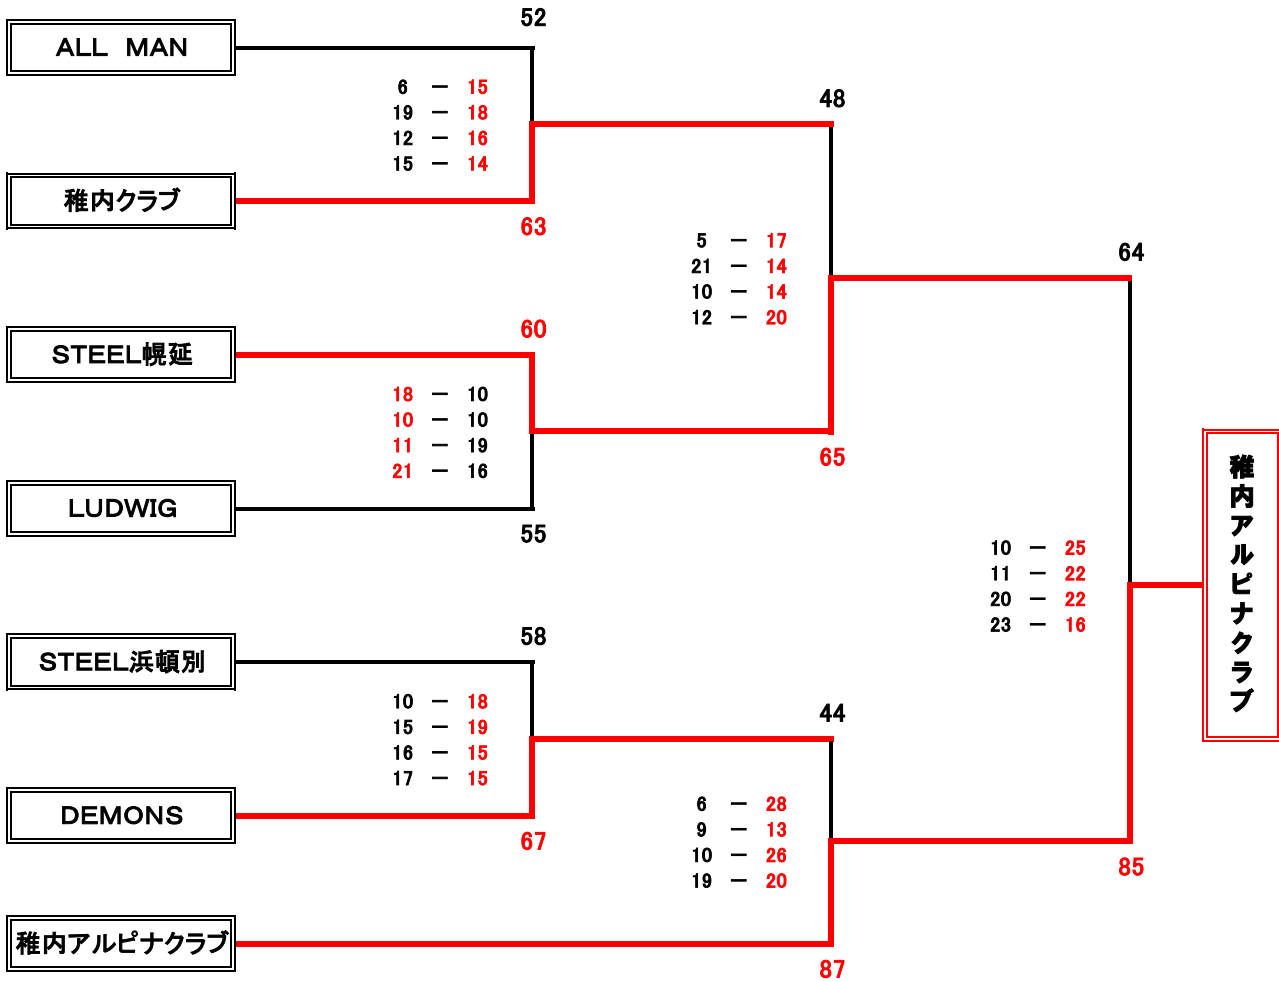 52
ALL　MAN
6 － 15
19 － 18
12 － 16
15 － 14
48
稚内クラブ
63
5 － 17
21 － 14
10 － 14
12 － 20
64
60
STEEL幌延
18 － 10
10 － 10
11 － 19
21 － 16
65
LUDWIG
55
稚内アルピナクラブ
10 － 25
11 － 22
20 － 22
23 － 16
58
STEEL浜頓別
10 － 18
15 － 19
16 － 15
17 － 15
44
DEMONS
67
6 － 28
9 － 13
10 － 26
19 － 20
85
稚内アルピナクラブ
87